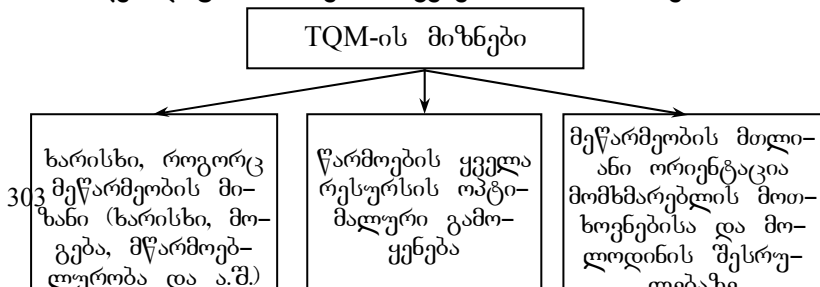 TQM-ის მიზნები
ხარისხი, როგორც
მეწარმეობის მი-
ზანი (ხარისხი, მო-
გება, მწარმოებ-
ლურობა და ა.შ.)
წარმოების ყველა
რესურსის ოპტი-
მალური გამო-
ყენება
მეწარმეობის მთლი-
ანი ორიენტაცია
მომხმარებლის მოთ-
ხოვნებისა და მო-
ლოდინის შესრუ-
ლებაზე
303